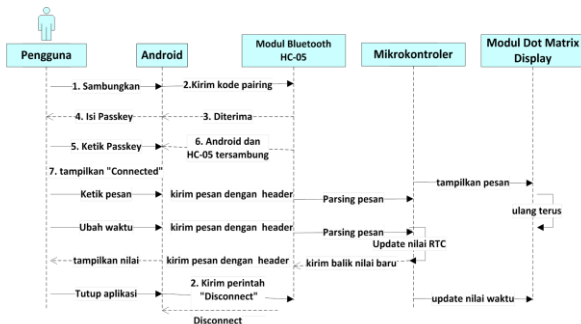 Pengguna
Android
Modul Bluetooth
HC-05
Mikrokontroler
Modul Dot Matrix
Display
1. Sambungkan
2.Kirim kode pairing
4. Isi Passkey
3. Diterima
5. Ketik Passkey
6. Android dan
HC-05 tersambung
7. tampilkan "Connected"
tampilkan pesan
Ketik pesan
kirim pesan dengan header
Parsing pesan
ulang terus
Ubah waktu
kirim pesan dengan header
Parsing pesan
Update nilai RTC
tampilkan nilai
kirim pesan dengan header
kirim balik nilai baru
Tutup aplikasi
2. Kirim perintah
"Disconnect"
update nilai waktu
Disconnect